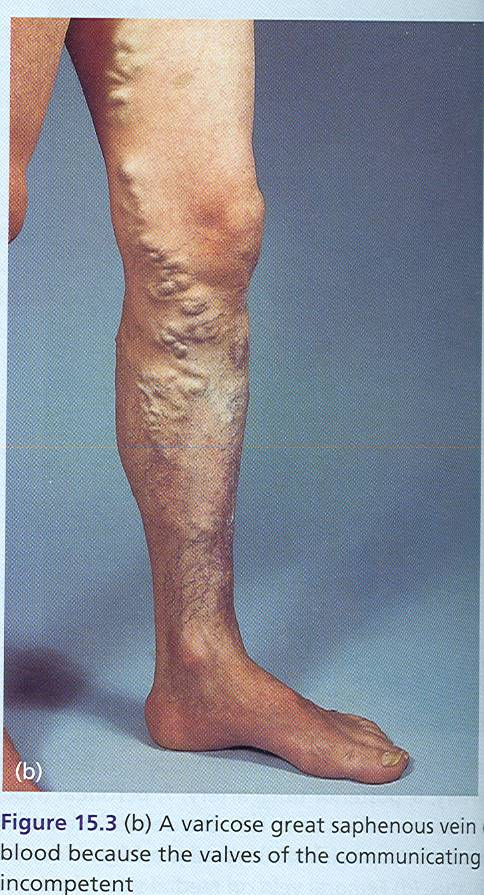 (b)
Figure 15.3 (b) A varicose great saphenous vein
blood because the valves of the communicating
incompetent